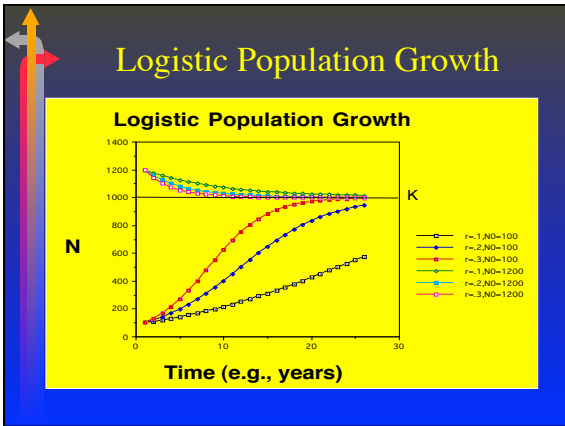 Logistic Population Growth
Logistic Population Growth
1400
1200
1000
800
600
400
200
0
K
N
0
10
20
30
Time (e.g., years)
r=.1,N0=100
r=.2,N0=100
r=.3,N0=100
r=.1,N0=1200
r=.2,N0=1200
r=.3,N0=1200